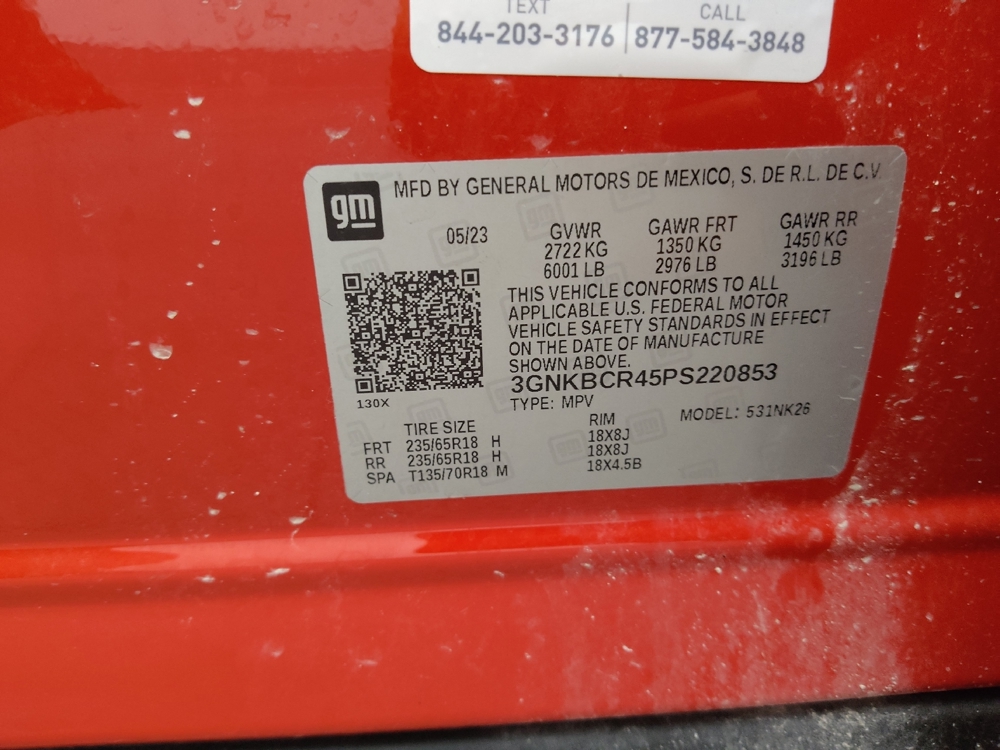 TEXT
844-203-3176
CALL
877-584-3848
gm
MFD BY GENERAL MOTORS DE MEXICO, S. DE R.L. DE C.V.
05/23
GVWR
2722 KG
6001 LB
GAWR FRT
1350 KG
2976 LB
GAWR RR
1450 KG
3196 LB
THIS VEHICLE CONFORMS TO ALL
APPLICABLE U.S. FEDERAL MOTOR
VEHICLE SAFETY STANDARDS IN EFFECT
ON THE DATE OF MANUFACTURE
SHOWN ABOVE.
3GNKBCR45PS220853
130X
TYPE: MPV
MODEL: 531NK26
TIRE SIZE RIM
FRT 235/65R18 H 18X8J
RR 235/65R18 H 18X8J
SPA T135/70R18 M 18X4.5B